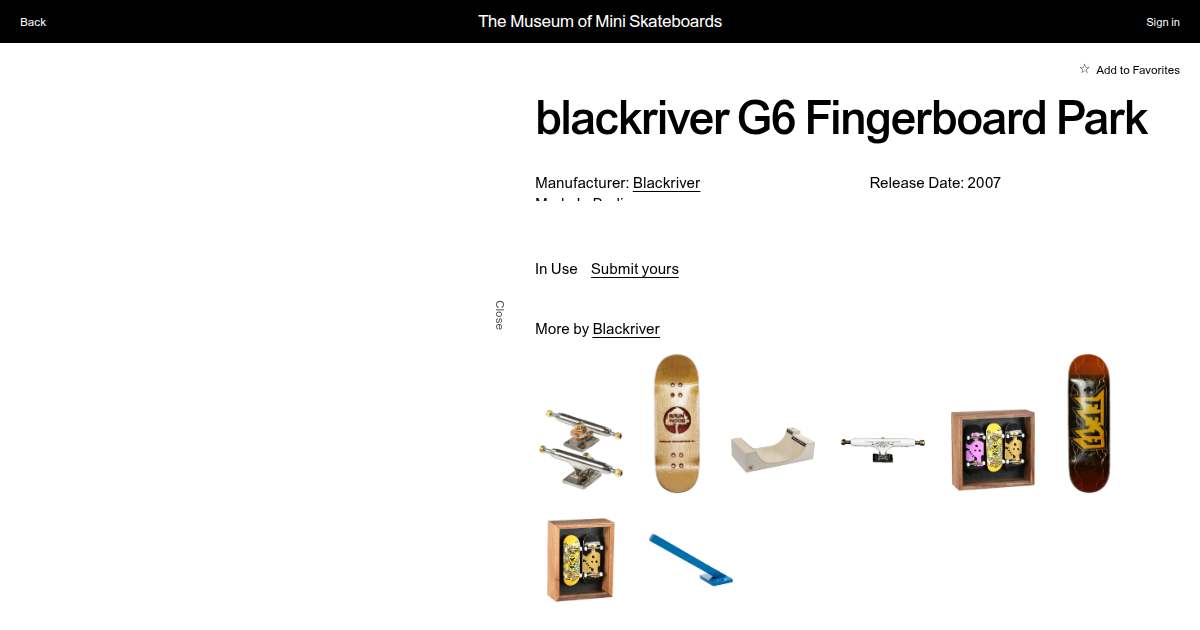 Back
The Museum of Mini Skateboards
Sign in
☆ Add to Favorites
blackriver G6 Fingerboard Park
Manufacturer: Blackriver
Release Date: 2007
In Use Submit yours
Close
More by Blackriver